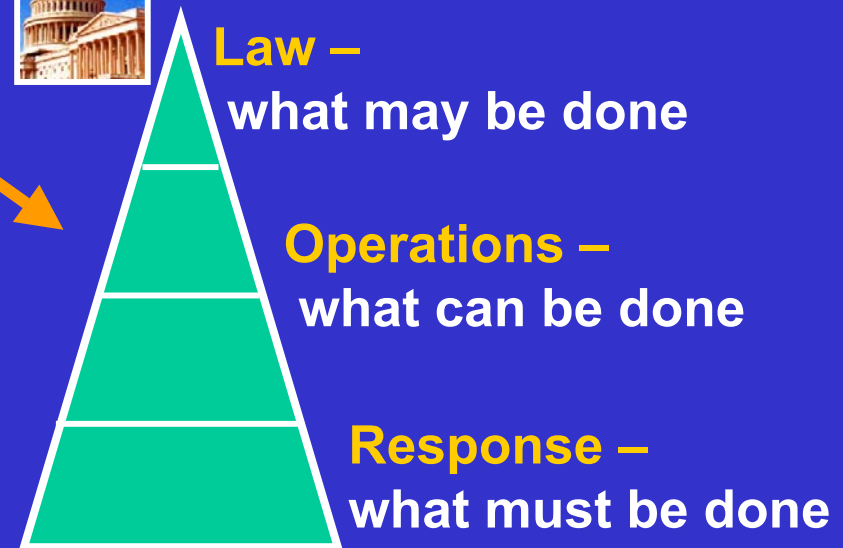 Law –
what may be done
Operations –
what can be done
Response –
what must be done